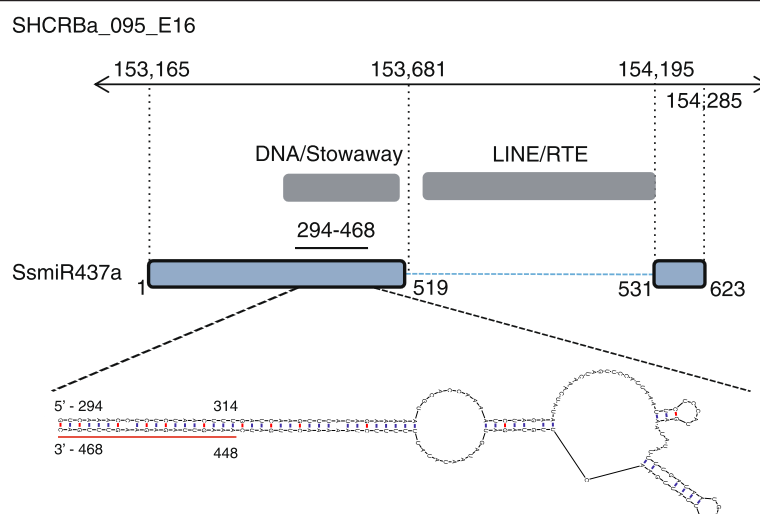 SHCRBa_095_E16
153,165 153,681 154,195
154,285
DNA/Stowaway LINE/RTE
294-468
SsmiR437a
1 519 531 623
5' - 294 314
3' - 468 448